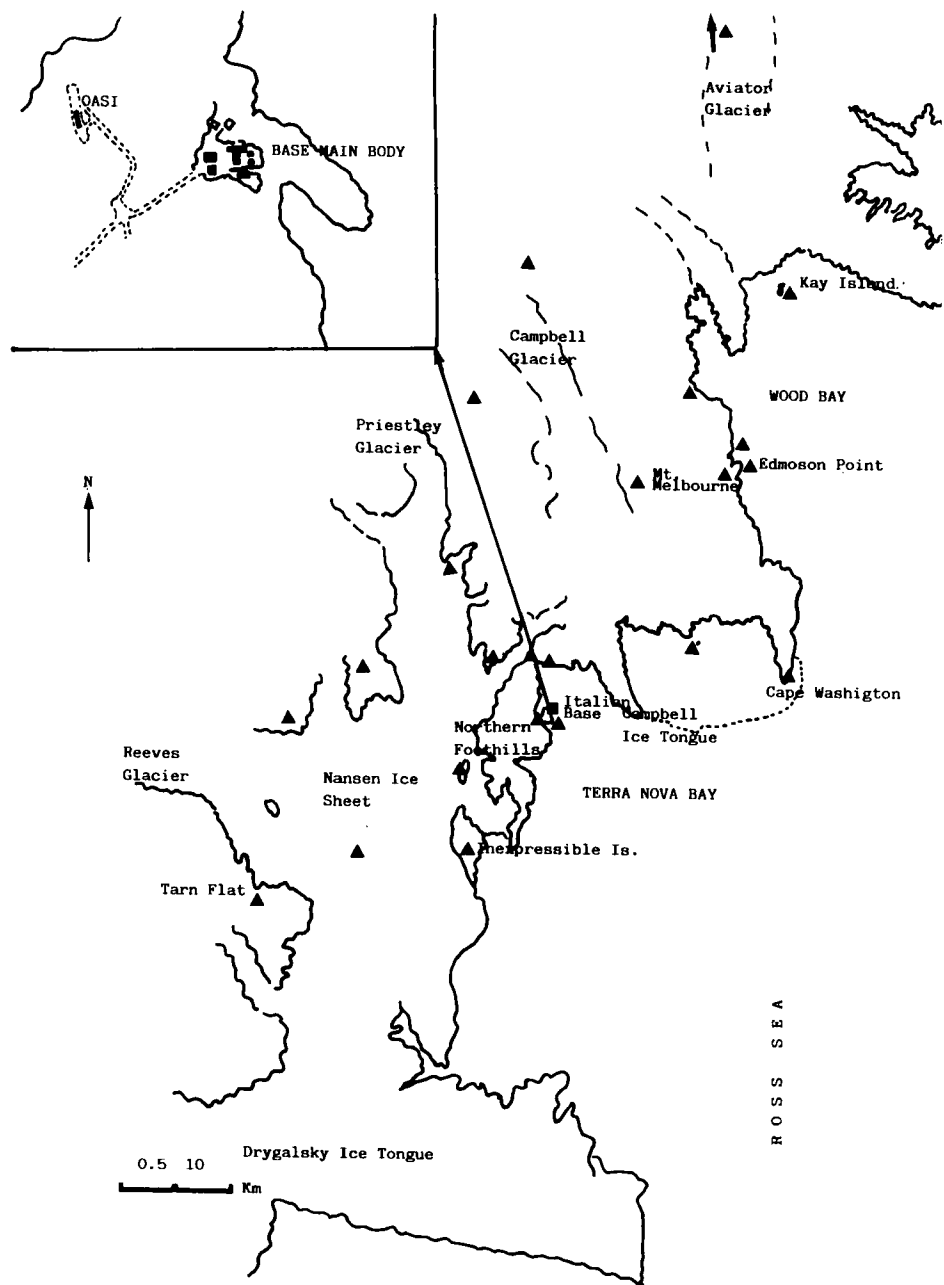 OASI
BASE MAIN BODY
Aviator
Glacier
Kay Island
Campbell
Glacier
WOOD BAY
Priestley
Glacier
Edmoson Point
Mt.
Melbourne
N
Cape Washigton
Italian
Base
Campbell
Ice Tongue
Northern
Foothills
Reeves
Glacier
Nansen Ice
Sheet
TERRA NOVA BAY
Inexpressible Is.
Tarn Flat
ROSS SEA
Drygalsky Ice Tongue
0.5 10
Km